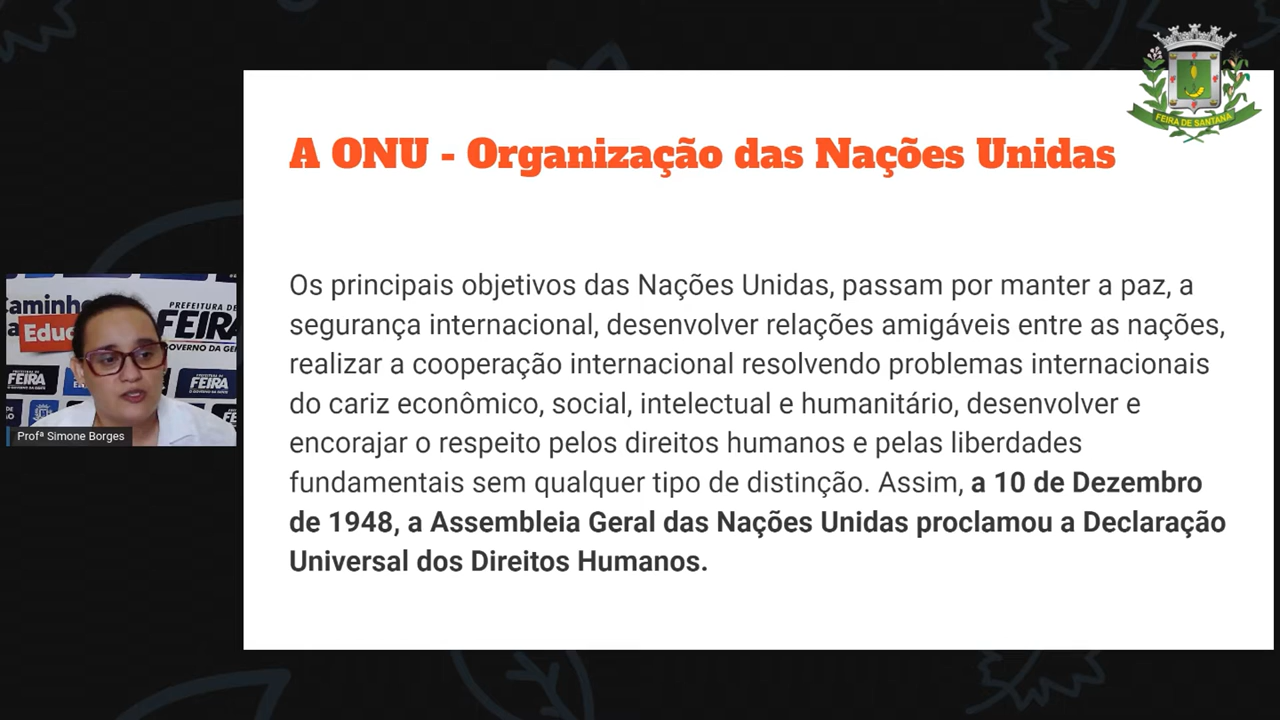 FEIRA DE SANTANA
A ONU - Organização das Nações Unidas
Os principais objetivos das Nações Unidas, passam por manter a paz, a
segurança internacional, desenvolver relações amigáveis entre as nações,
realizar a cooperação internacional resolvendo problemas internacionais
do cariz econômico, social, intelectual e humanitário, desenvolver e
encorajar o respeito pelos direitos humanos e pelas liberdades
fundamentais sem qualquer tipo de distinção. Assim, a 10 de Dezembro
de 1948, a Assembleia Geral das Nações Unidas proclamou a Declaração
Universal dos Direitos Humanos.
PREFEITURA DE
FEIRA
FEIRA
FEIRA
Profª Simone Borges